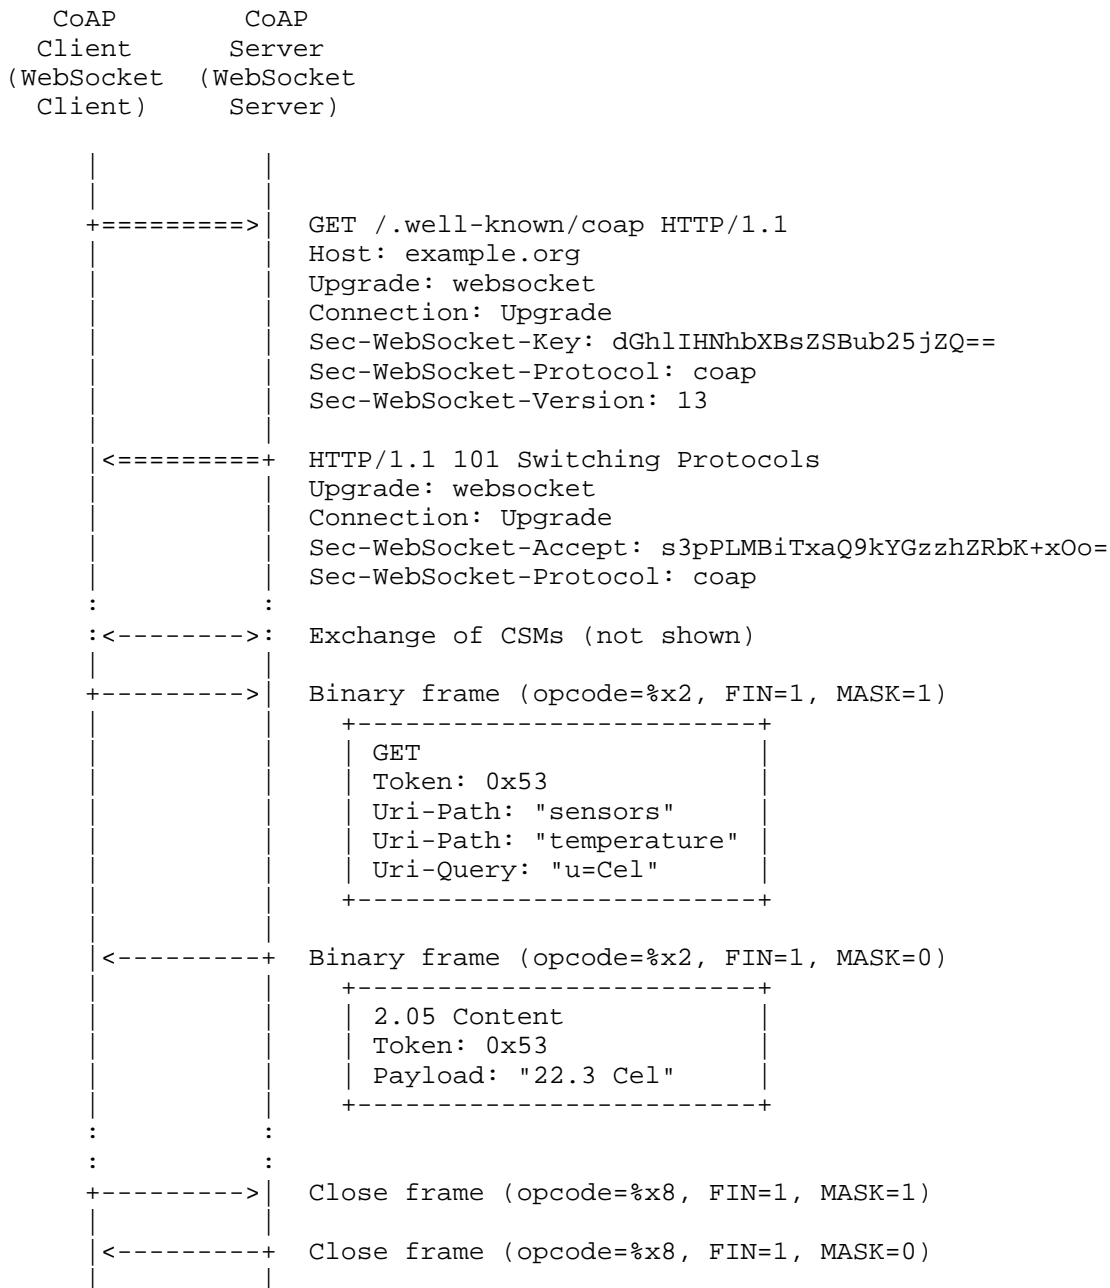 CoAP CoAP
Client Server
(WebSocket (WebSocket
Client) Server)
| |
| |
+=========>| GET /.well-known/coap HTTP/1.1
| | Host: example.org
| | Upgrade: websocket
| | Connection: Upgrade
| | Sec-WebSocket-Key: dGhlIHNhbXBsZSBub25jZQ==
| | Sec-WebSocket-Protocol: coap
| | Sec-WebSocket-Version: 13
| |
|<=========+ HTTP/1.1 101 Switching Protocols
| | Upgrade: websocket
| | Connection: Upgrade
| | Sec-WebSocket-Accept: s3pPLMBiTxaQ9kYGzzhZRbK+xOo=
| | Sec-WebSocket-Protocol: coap
: :
:<-------->: Exchange of CSMs (not shown)
| |
+--------->| Binary frame (opcode=%x2, FIN=1, MASK=1)
| | +-------------------------+
| | | GET |
| | | Token: 0x53 |
| | | Uri-Path: "sensors" |
| | | Uri-Path: "temperature" |
| | | Uri-Query: "u=Cel" |
| | +-------------------------+
| |
|<---------+ Binary frame (opcode=%x2, FIN=1, MASK=0)
| | +-------------------------+
| | | 2.05 Content |
| | | Token: 0x53 |
| | | Payload: "22.3 Cel" |
| | +-------------------------+
: :
: :
+--------->| Close frame (opcode=%x8, FIN=1, MASK=1)
| |
|<---------+ Close frame (opcode=%x8, FIN=1, MASK=0)
| |